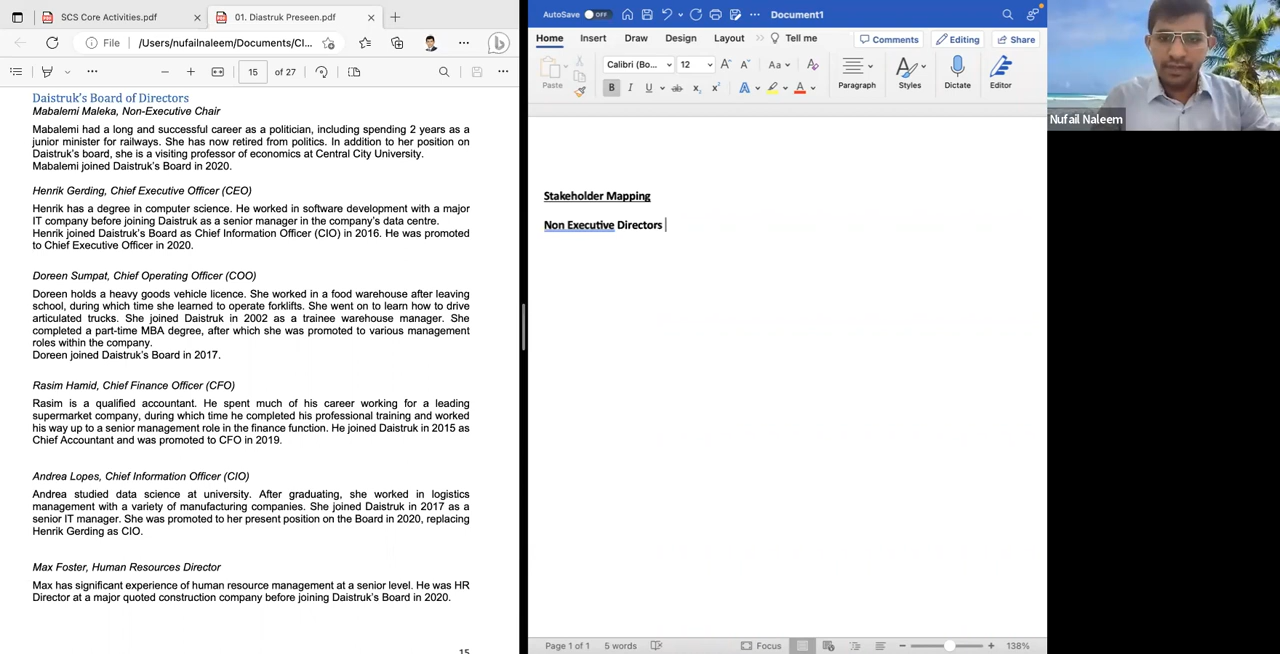 SCS Core Activities.pdf
01. Diastruk Preseen.pdf
File
/Users/nufailnaleem/Documents/CI...
15 of 27
Daistruk's Board of Directors
Mabalemi Maleka, Non-Executive Chair
Mabalemi had a long and successful career as a politician, including spending 2 years as a
junior minister for railways. She has now retired from politics. In addition to her position on
Daistruk's board, she is a visiting professor of economics at Central City University.
Mabalemi joined Daistruk's Board in 2020.
Henrik Gerding, Chief Executive Officer (CEO)
Henrik has a degree in computer science. He worked in software development with a major
IT company before joining Daistruk as a senior manager in the company's data centre.
Henrik joined Daistruk's Board as Chief Information Officer (CIO) in 2016. He was promoted
to Chief Executive Officer in 2020.
Doreen Sumpat, Chief Operating Officer (COO)
Doreen holds a heavy goods vehicle licence. She worked in a food warehouse after leaving
school, during which time she learned to operate forklifts. She went on to learn how to drive
articulated trucks. She joined Daistruk in 2002 as a trainee warehouse manager. She
completed a part-time MBA degree, after which she was promoted to various management
roles within the company.
Doreen joined Daistruk's Board in 2017.
Rasim Hamid, Chief Finance Officer (CFO)
Rasim is a qualified accountant. He spent much of his career working for a leading
supermarket company, during which time he completed his professional training and worked
his way up to a senior management role in the finance function. He joined Daistruk in 2015 as
Chief Accountant and was promoted to CFO in 2019.
Andrea Lopes, Chief Information Officer (CIO)
Andrea studied data science at university. After graduating, she worked in logistics
management with a variety of manufacturing companies. She joined Daistruk in 2017 as a
senior IT manager. She was promoted to her present position on the Board in 2020, replacing
Henrik Gerding as CIO.
Max Foster, Human Resources Director
Max has significant experience of human resource management at a senior level. He was HR
Director at a major quoted construction company before joining Daistruk's Board in 2020.
15
AutoSave OFF
Document1
Home Insert Draw Design Layout Tell me
Comments Editing Share
Paste
Calibri (Bo... 12
Aa
B I U ab x₂ x²
Paragraph Styles Dictate Editor
Stakeholder Mapping
Non Executive Directors
Page 1 of 1 5 words
Focus
138%
Nufail Naleem